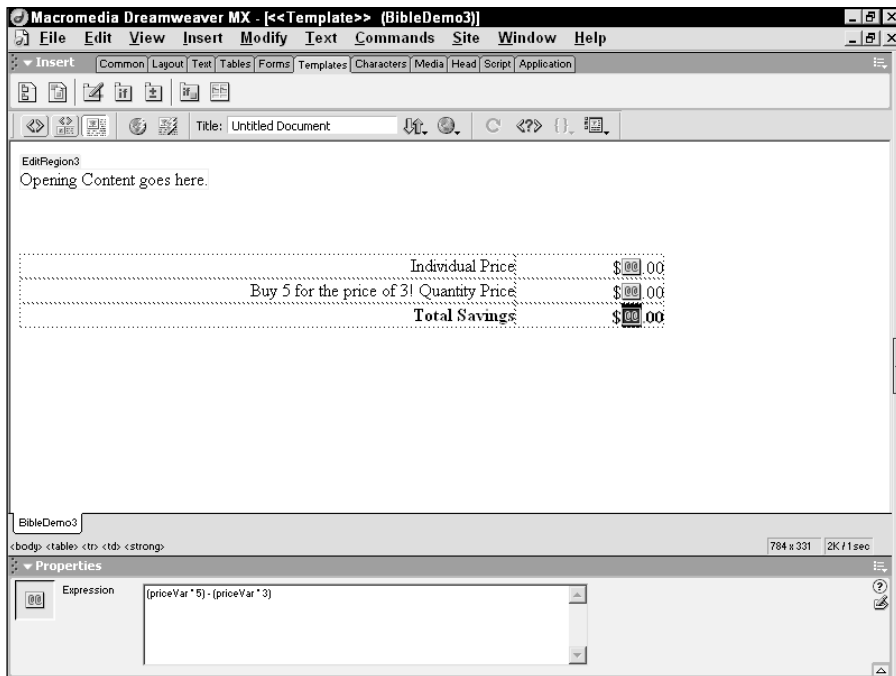 Macromedia Dreamweaver MX - [<<Template>> (BibleDemo3)]
File Edit View Insert Modify Text Commands Site Window Help
Insert Common Layout Text Tables Forms Templates Characters Media Head Script Application
Title: Untitled Document
EditRegion3
Opening Content goes here.
Individual Price $@@.00
Buy 5 for the price of 3! Quantity Price $@@.00
Total Savings $@@.00
BibleDemo3
<body> <table> <tr> <td> <strong> 784 x 331 2K / 1 sec
Properties
Expression (priceVar * 5) - (priceVar * 3)